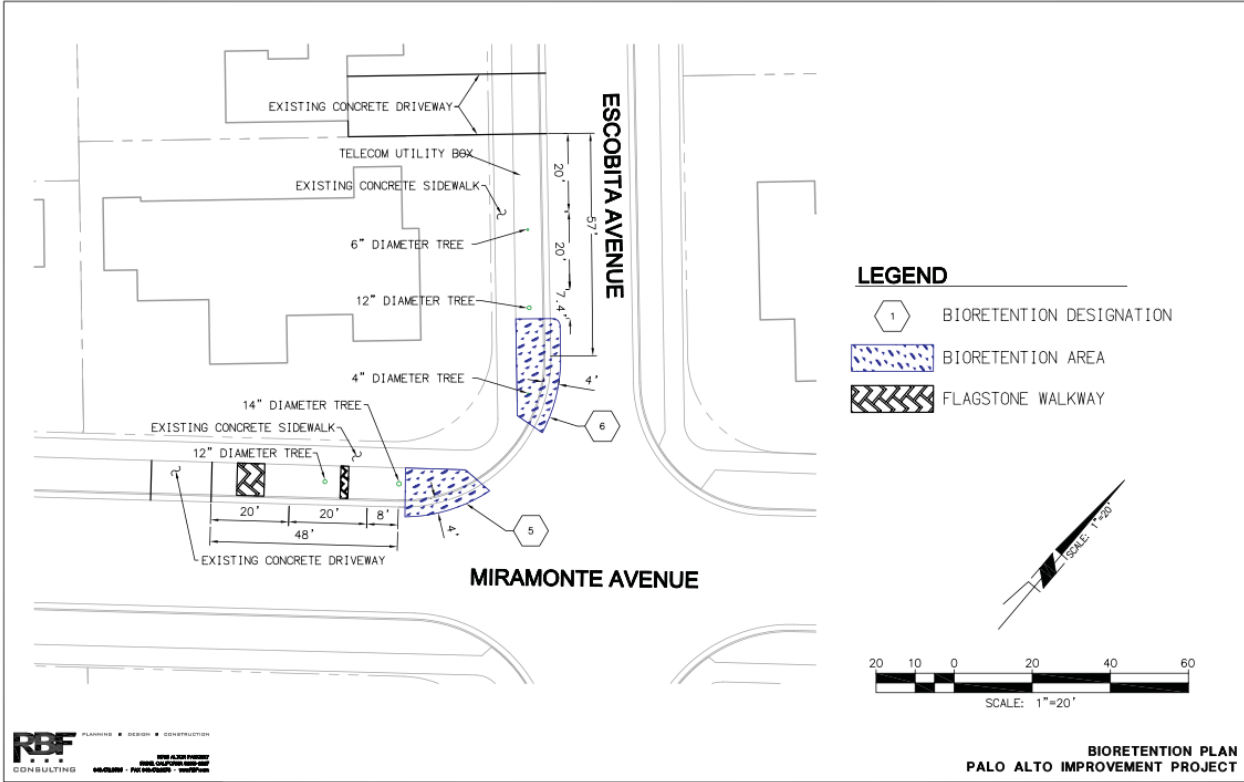 EXISTING CONCRETE DRIVEWAY
TELECOM UTILITY BOX
EXISTING CONCRETE SIDEWALK
6" DIAMETER TREE
12" DIAMETER TREE
4" DIAMETER TREE
14" DIAMETER TREE
EXISTING CONCRETE SIDEWALK
12" DIAMETER TREE
20'
20'
7.4'
57'
4'
6
ESCOBITA AVENUE
20'
20'
8'
48'
4'
5
EXISTING CONCRETE DRIVEWAY
MIRAMONTE AVENUE
LEGEND
1
BIORETENTION DESIGNATION
BIORETENTION AREA
FLAGSTONE WALKWAY
SCALE: 1"=20'
20 10 0 20 40 60
SCALE: 1"=20'
RBF
CONSULTING
PLANNING DESIGN CONSTRUCTION
BIORETENTION PLAN
PALO ALTO IMPROVEMENT PROJECT